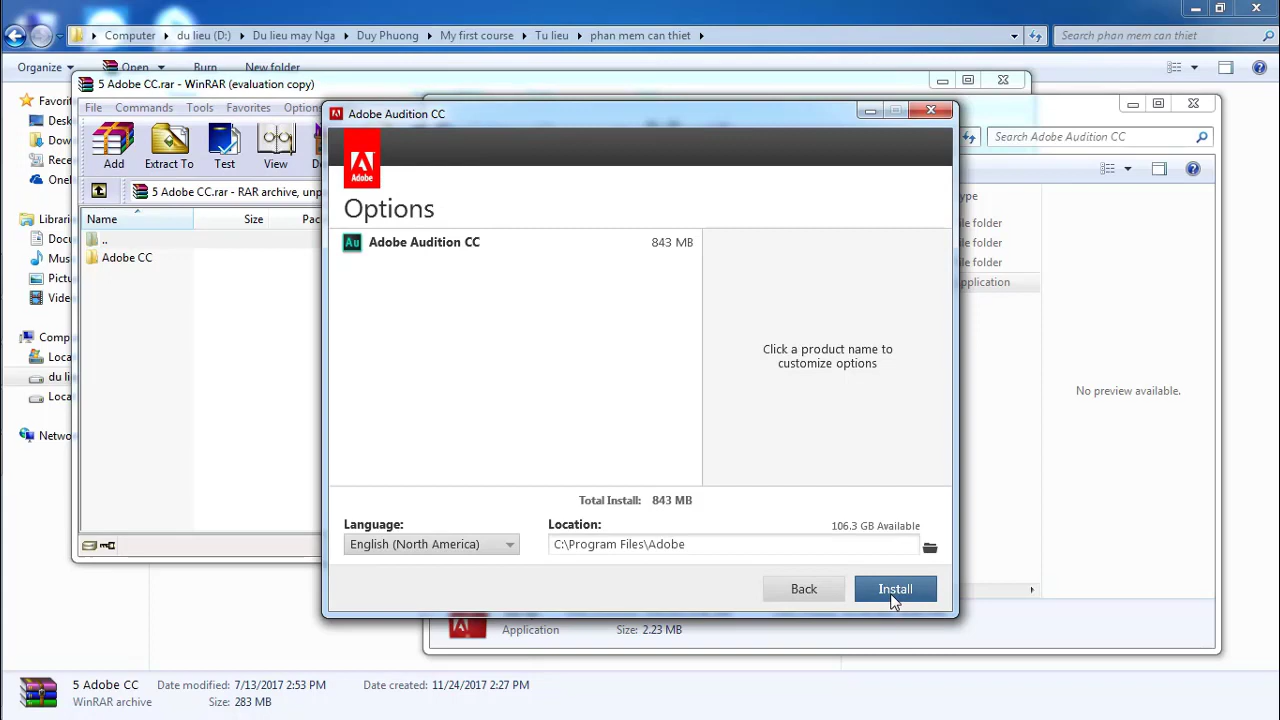 Computer ▸ du lieu (D:) ▸ Du lieu may Nga ▸ Duy Phuong ▸ My first course ▸ Tu lieu ▸ phan mem can thiet ▸
Search phan mem can thiet
Organize Open Burn New folder
5 Adobe CC.rar - WinRAR (evaluation copy)
File Commands Tools Favorites
Add Extract To Test View
5 Adobe CC.rar - RAR archive,
Name Size
..
Adobe CC
Adobe Audition CC
Adobe
Options
Au Adobe Audition CC 843 MB
Click a product name to
customize options
Total Install: 843 MB
Language:
English (North America)
Location:
106.3 GB Available
C:\Program Files\Adobe
Back Install
Search Adobe Audition CC
No preview available.
Application Size: 2.23 MB
5 Adobe CC Date modified: 7/13/2017 2:53 PM Date created: 11/24/2017 2:27 PM
WinRAR archive Size: 283 MB